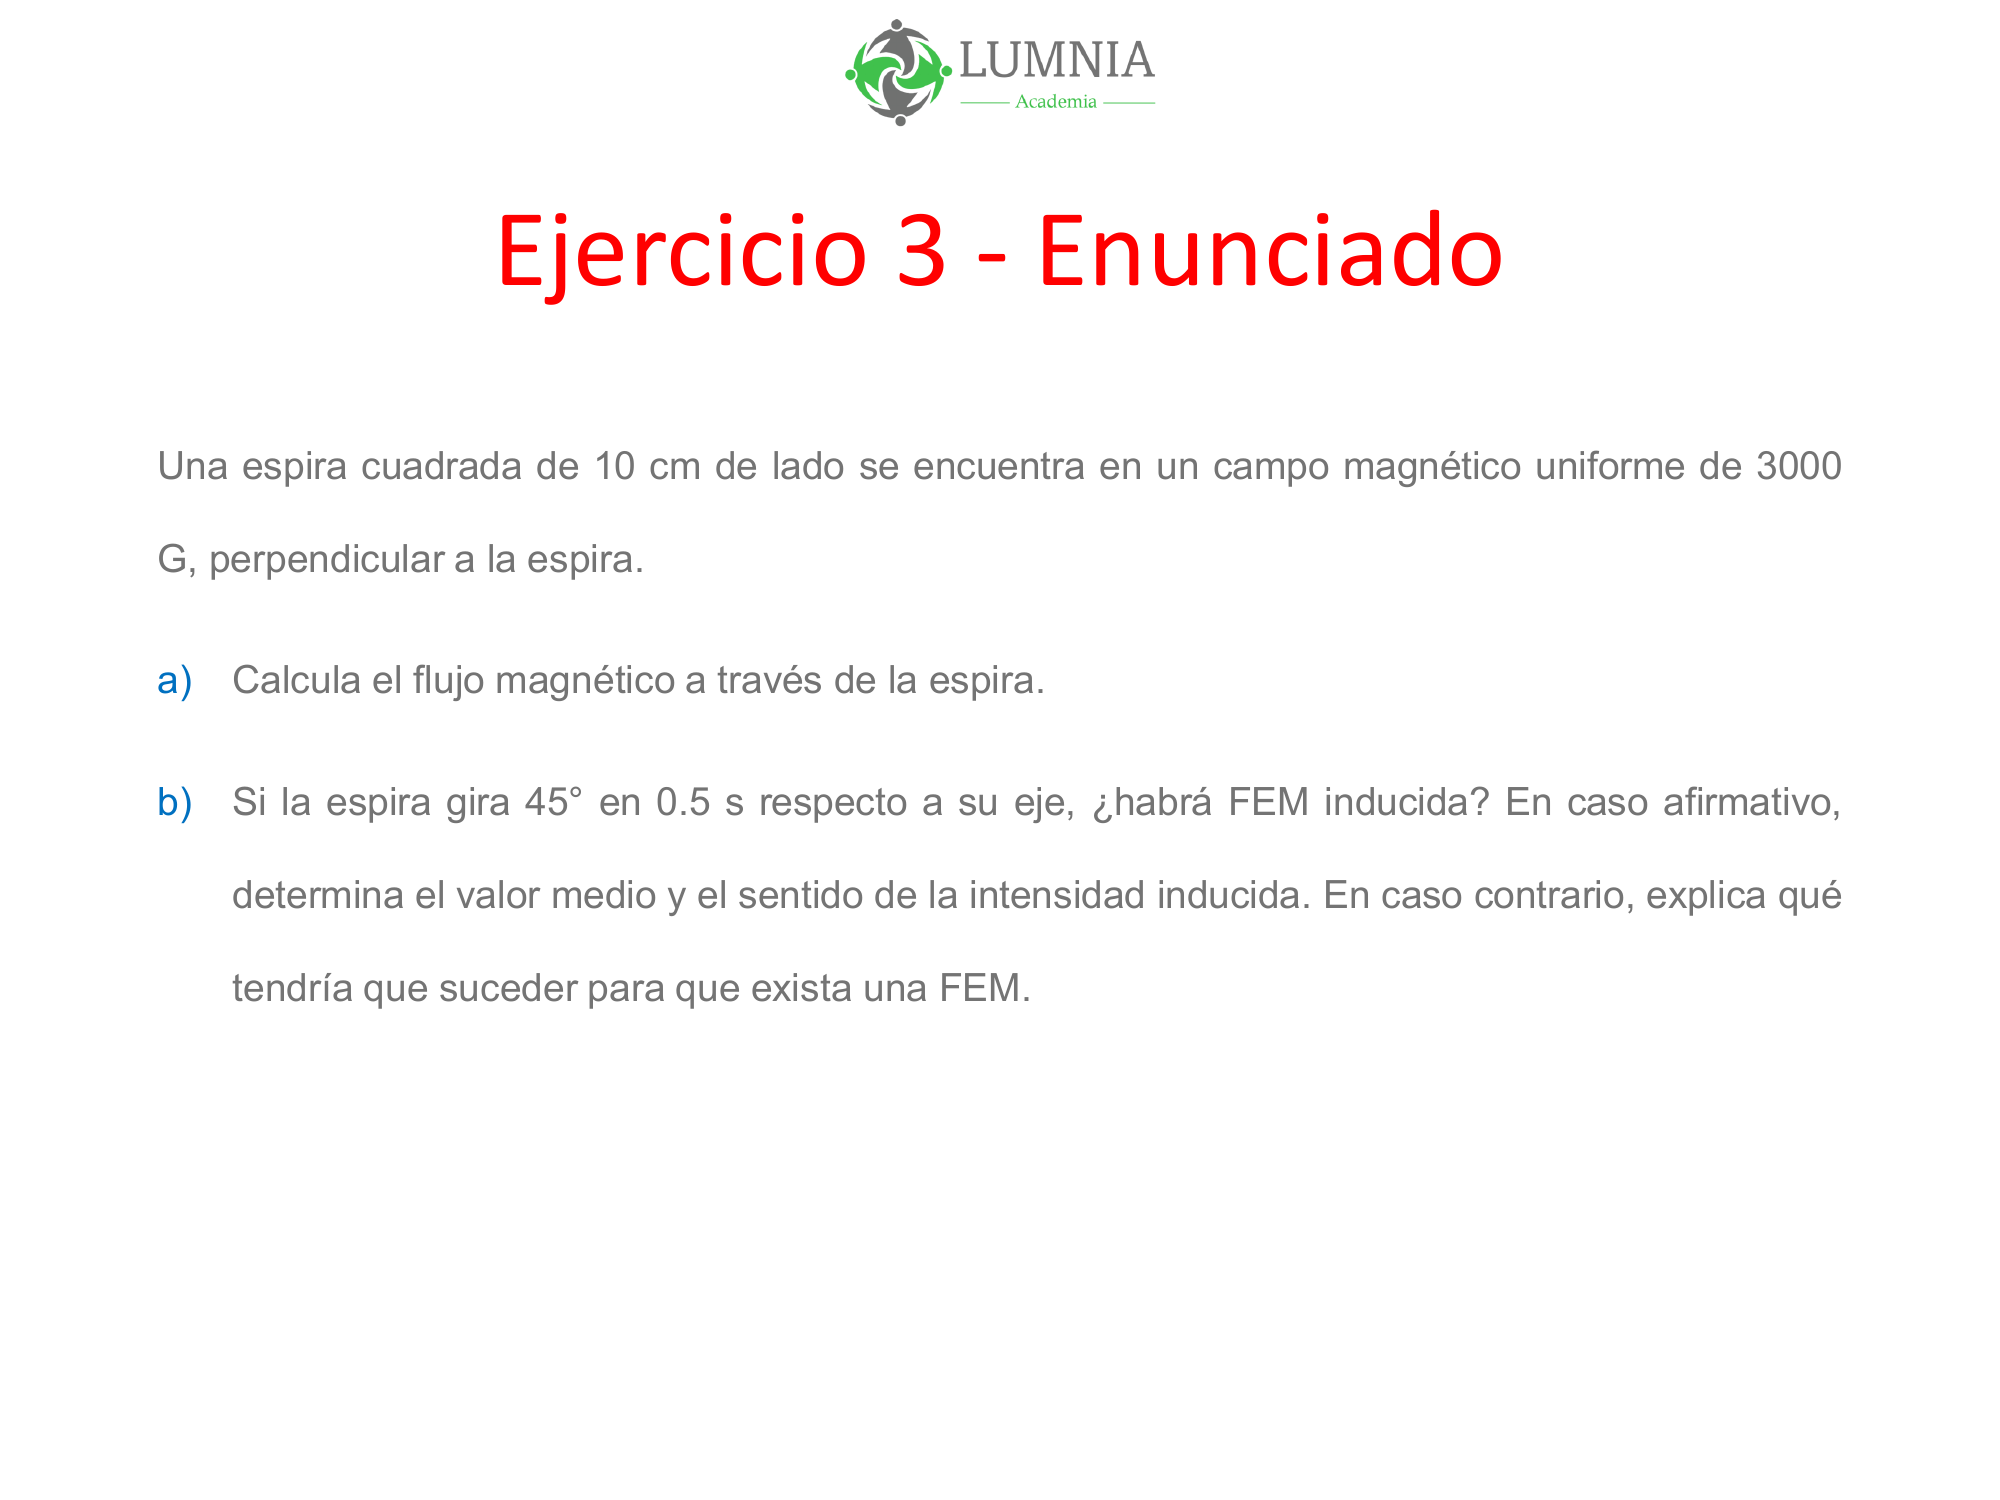 LUMNIA
Academia
Ejercicio 3 - Enunciado
Una espira cuadrada de 10 cm de lado se encuentra en un campo magnético uniforme de 3000
G, perpendicular a la espira.
a) Calcula el flujo magnético a través de la espira.
b) Si la espira gira 45° en 0.5 s respecto a su eje, ¿habrá FEM inducida? En caso afirmativo,
determina el valor medio y el sentido de la intensidad inducida. En caso contrario, explica qué
tendría que suceder para que exista una FEM.